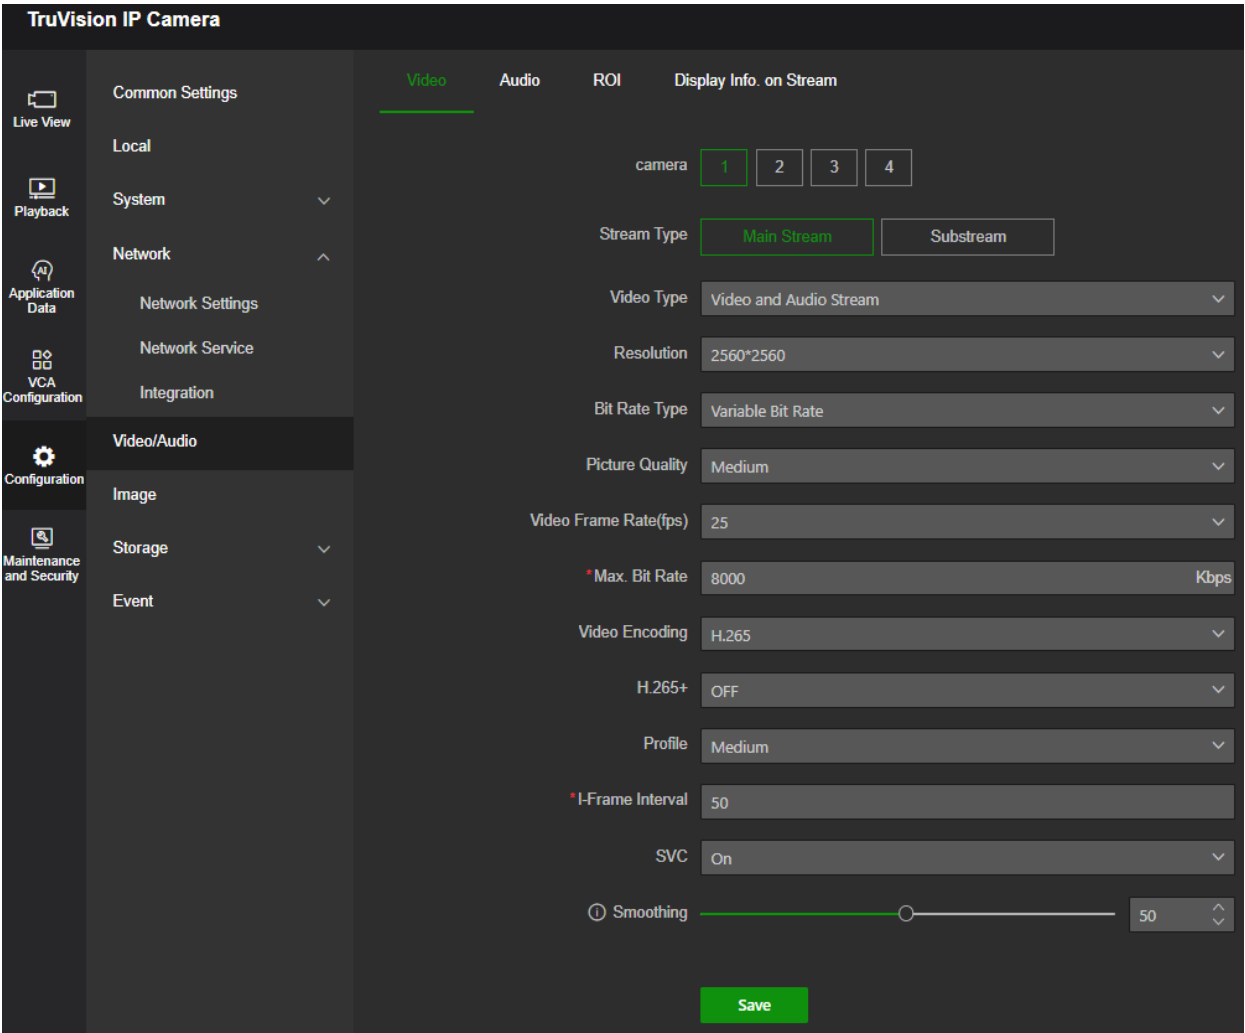 TruVision IP Camera
Live View
Playback
AI
Application
Data
VCA
Configuration
Configuration
Maintenance
and Security
Common Settings
Local
System
Network
Network Settings
Network Service
Integration
Video/Audio
Image
Storage
Event
Video Audio ROI Display Info. on Stream
camera 1 2 3 4
Stream Type Main Stream Substream
Video Type Video and Audio Stream
Resolution 2560*2560
Bit Rate Type Variable Bit Rate
Picture Quality Medium
Video Frame Rate(fps) 25
*Max. Bit Rate 8000 Kbps
Video Encoding H.265
H.265+ OFF
Profile Medium
*I-Frame Interval 50
SVC On
Smoothing 50
Save